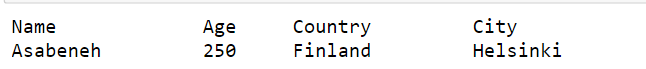 Name Age Country City
Asabeneh 250 Finland Helsinki